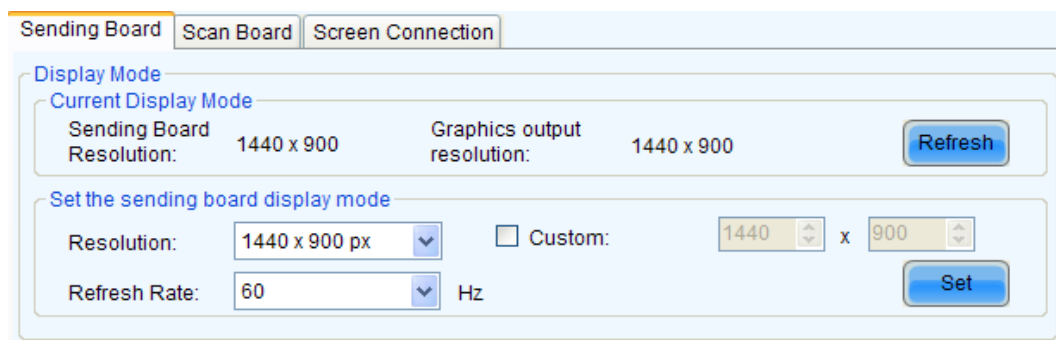 Sending Board Scan Board Screen Connection
Display Mode
Current Display Mode
Sending Board Resolution: 1440 x 900 Graphics output resolution: 1440 x 900 Refresh
Set the sending board display mode
Resolution: 1440 x 900 px Custom: 1440 x 900
Refresh Rate: 60 Hz Set